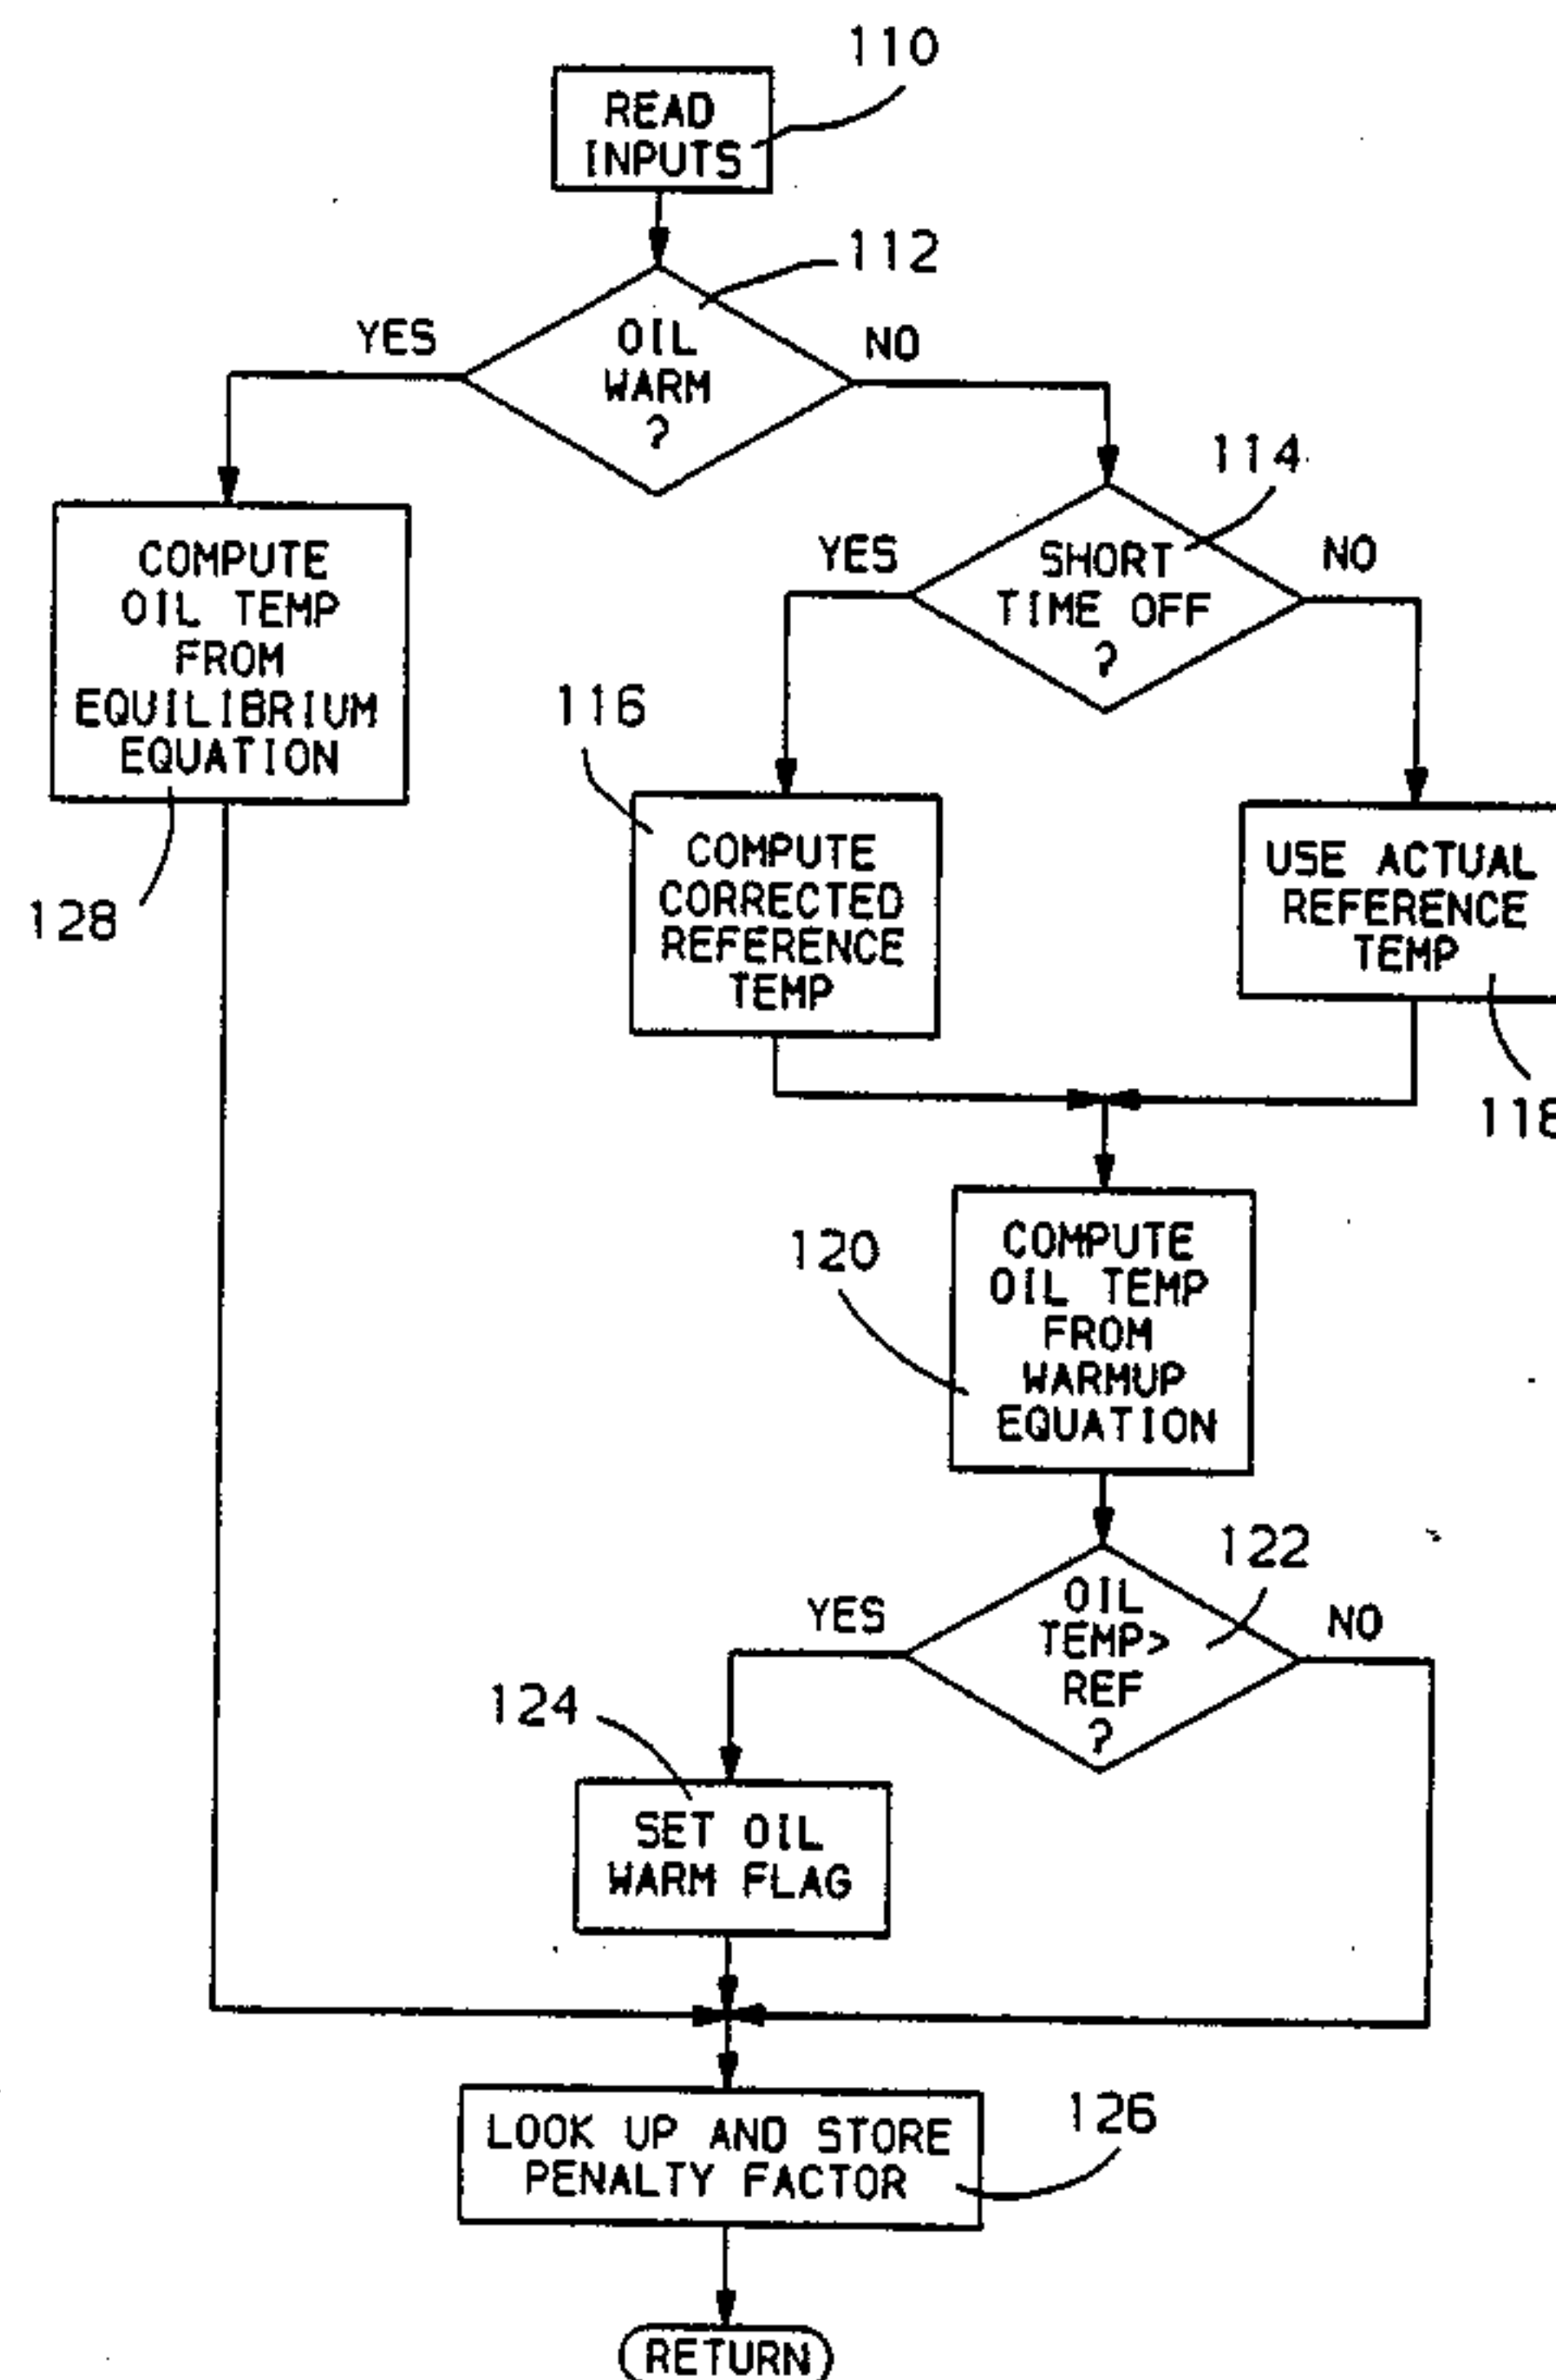 110
READ
INPUTS
112
YES
OIL
WARM
?
NO
114
YES
SHORT
TIME OFF
?
NO
COMPUTE
OIL TEMP
FROM
EQUILIBRIUM
EQUATION
128
116
COMPUTE
CORRECTED
REFERENCE
TEMP
USE ACTUAL
REFERENCE
TEMP
118
120
COMPUTE
OIL TEMP
FROM
WARMUP
EQUATION
122
YES
OIL
TEMP>
REF
?
NO
124
SET OIL
WARM FLAG
126
LOOK UP AND STORE
PENALTY FACTOR
RETURN